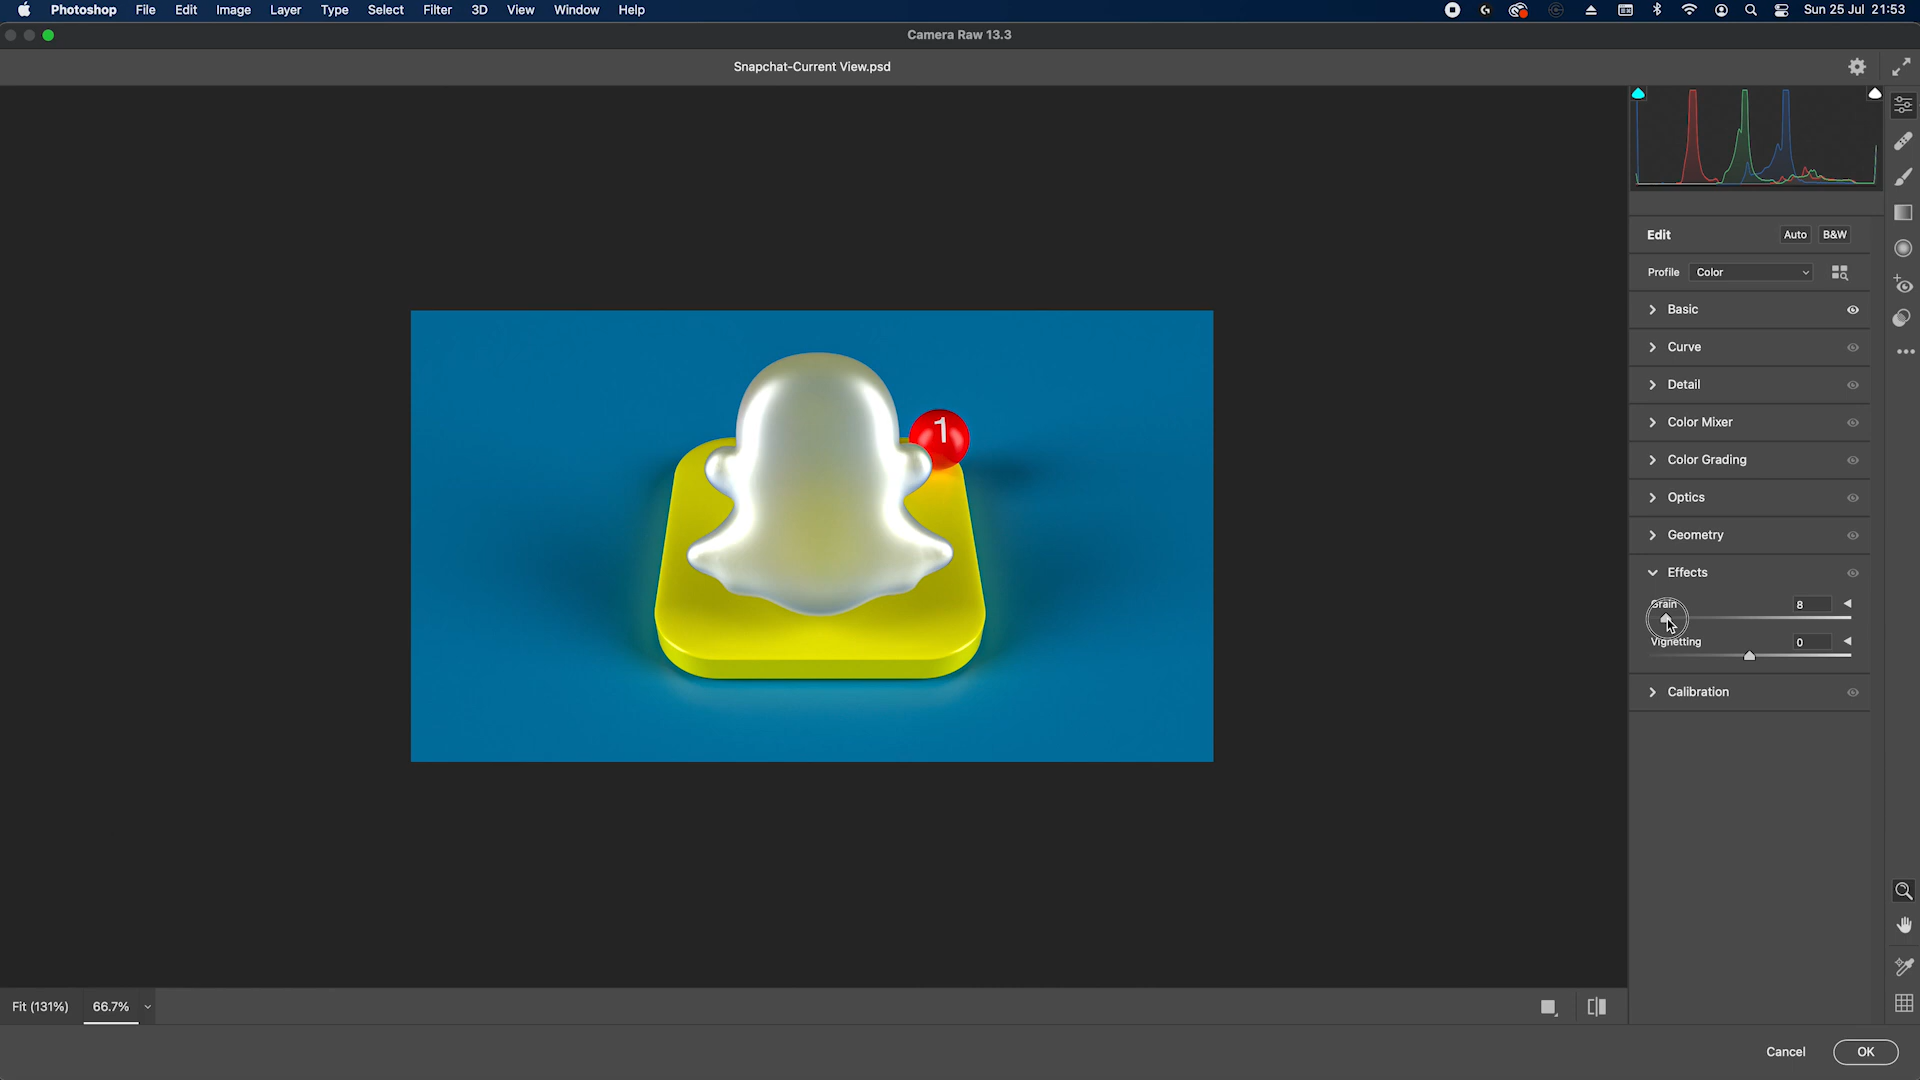 Photoshop File Edit Image Layer Type Select Filter 3D View Window Help Sun 25 Jul 21:53
Camera Raw 13.3
Snapchat-Current View.psd
Edit Auto B&W
Profile Color
Basic
Curve
Detail
Color Mixer
1
Color Grading
Optics
Geometry
Effects
Grain 8
Vignetting 0
Calibration
Fit (131%) 66.7%
Cancel OK